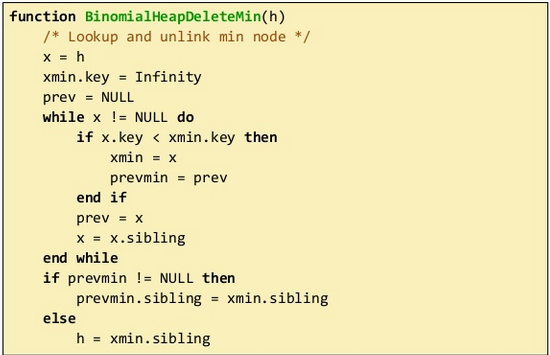 function BinomialHeapDeleteMin(h)
    /* Lookup and unlink min node */
    x = h
    xmin.key = Infinity
    prev = NULL
    while x != NULL do
        if x.key < xmin.key then
            xmin = x
            prevmin = prev
        end if
        prev = x
        x = x.sibling
    end while
    if prevmin != NULL then
        prevmin.sibling = xmin.sibling
    else
        h = xmin.sibling